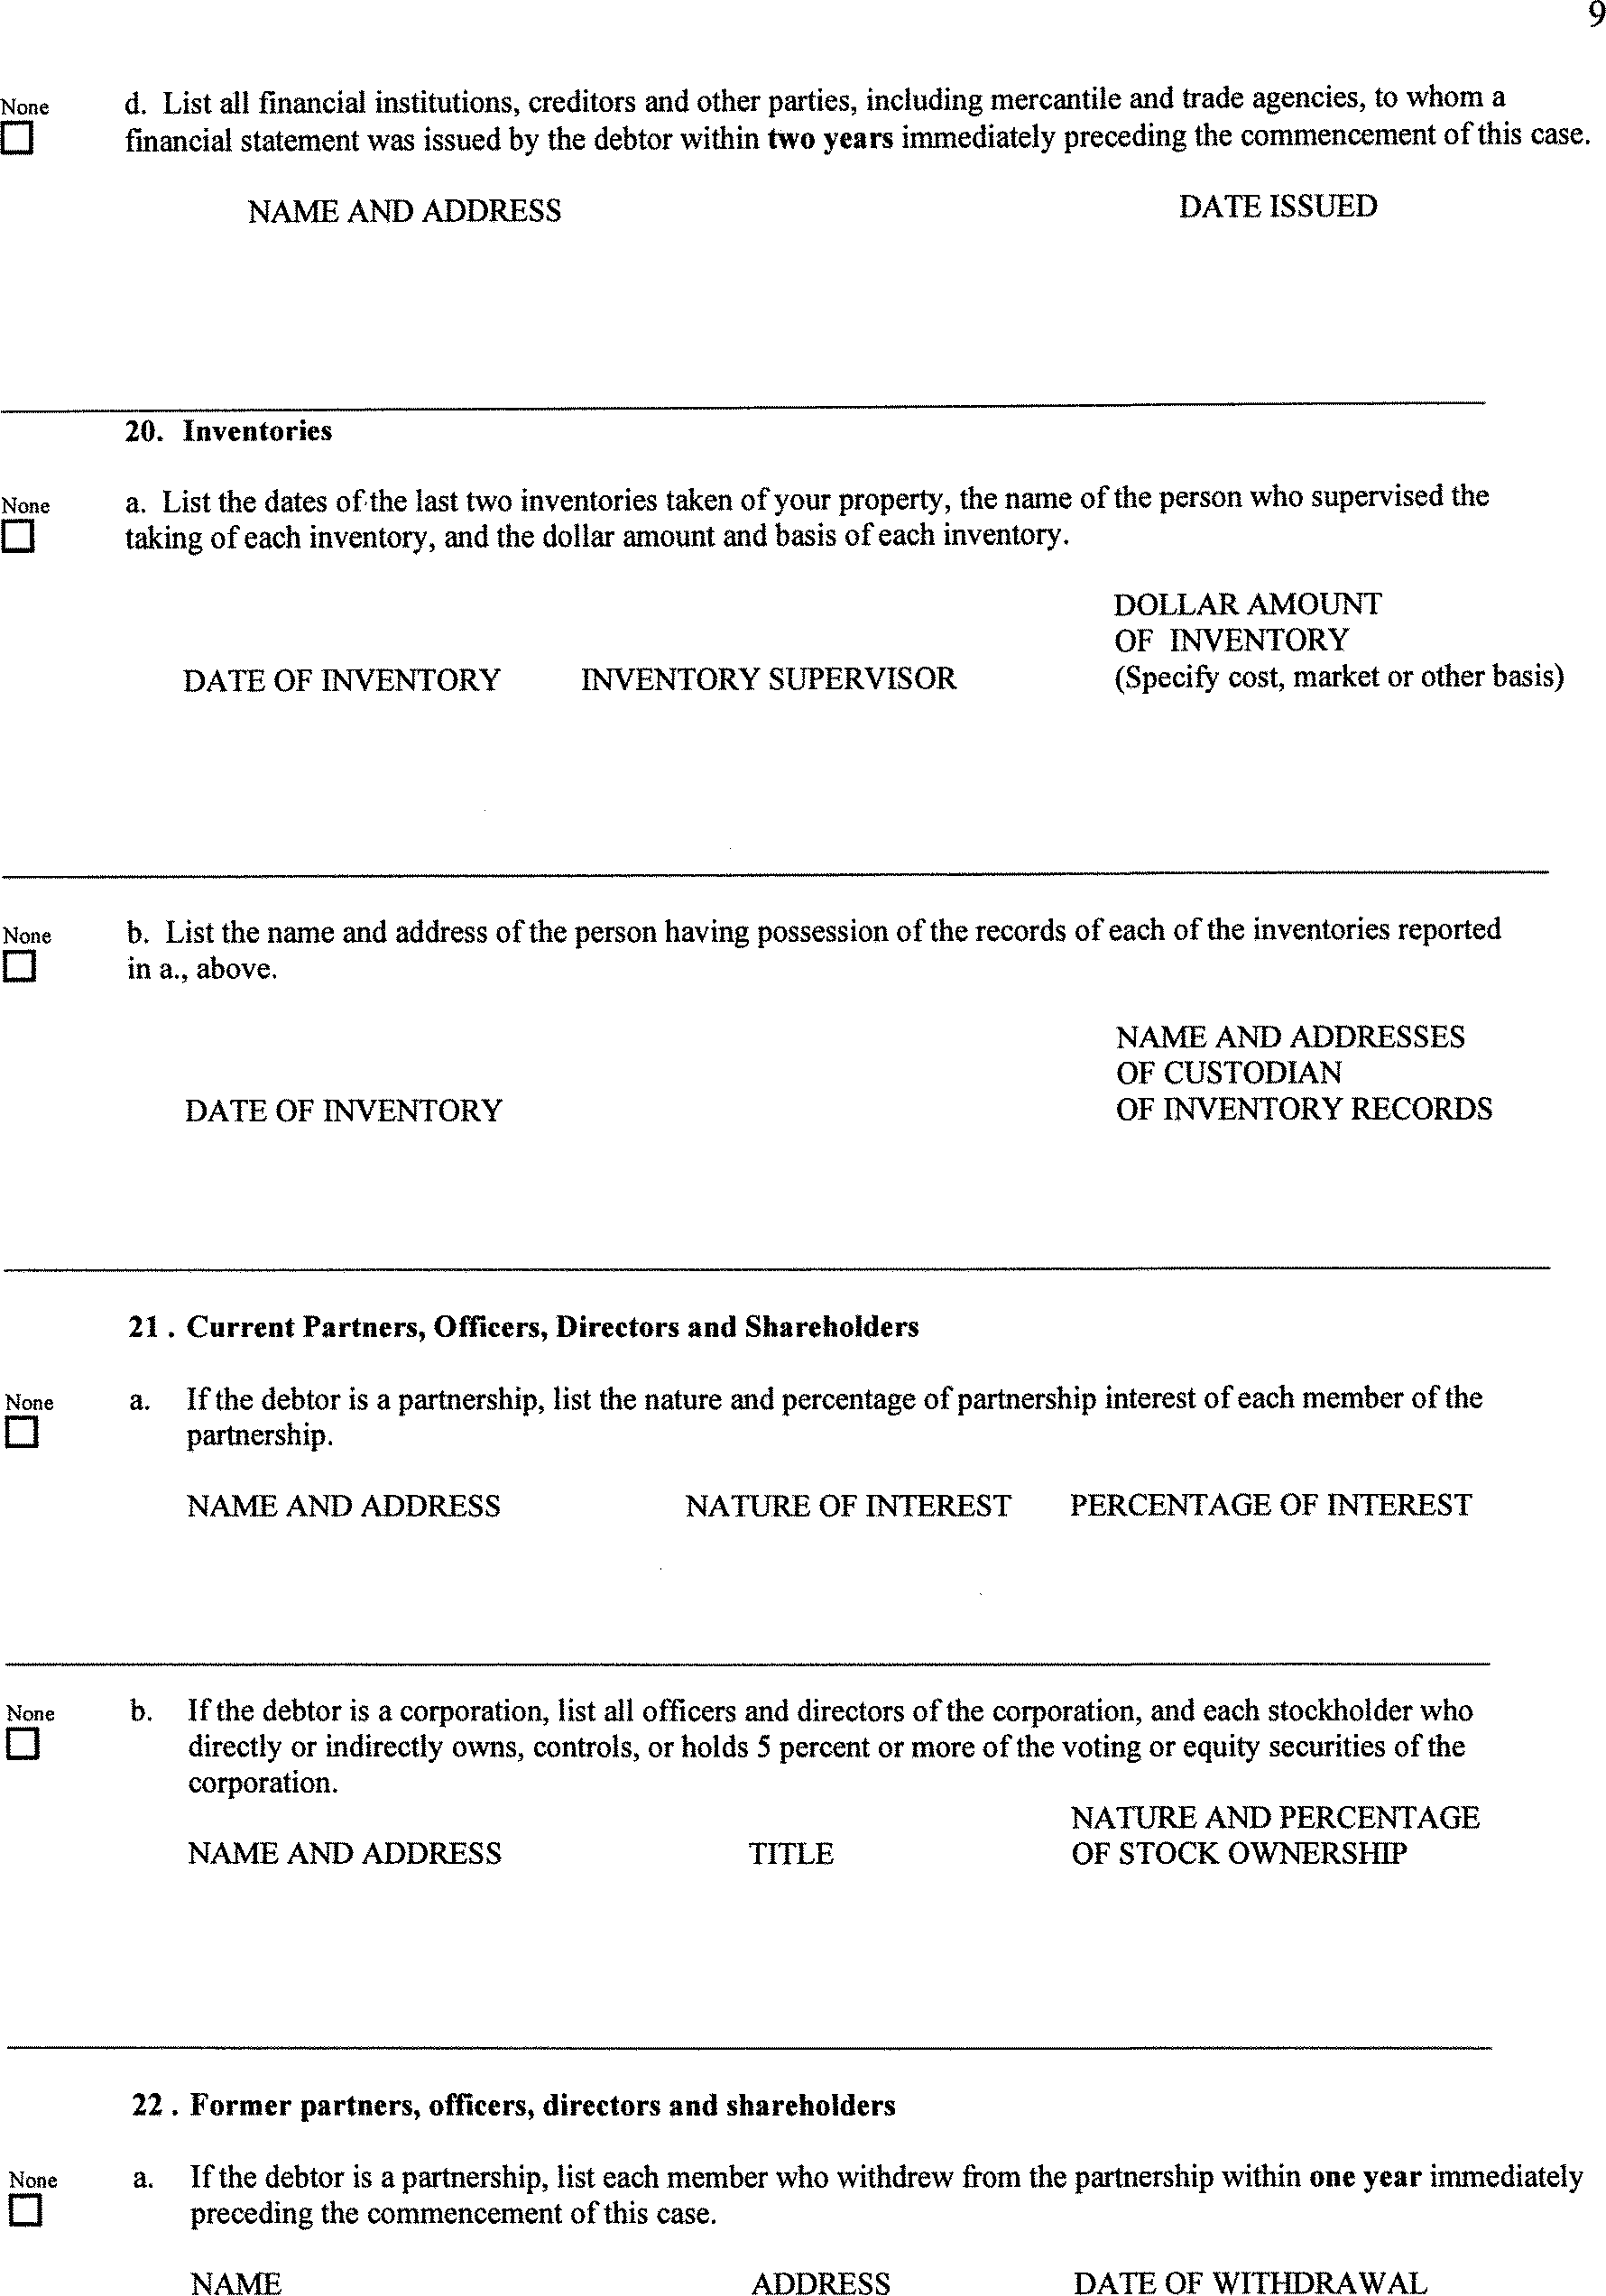 9
None
d. List all financial institutions, creditors and other parties, including mercantile and trade agencies, to whom a
financial statement was issued by the debtor within two years immediately preceding the commencement of this case.
NAME AND ADDRESS DATE ISSUED
20. Inventories
None
a. List the dates of the last two inventories taken of your property, the name of the person who supervised the
taking of each inventory, and the dollar amount and basis of each inventory.
DOLLAR AMOUNT
OF INVENTORY
DATE OF INVENTORY INVENTORY SUPERVISOR (Specify cost, market or other basis)
None
b. List the name and address of the person having possession of the records of each of the inventories reported
in a., above.
NAME AND ADDRESSES
OF CUSTODIAN
DATE OF INVENTORY OF INVENTORY RECORDS
21 . Current Partners, Officers, Directors and Shareholders
None
a. If the debtor is a partnership, list the nature and percentage of partnership interest of each member of the
partnership.
NAME AND ADDRESS NATURE OF INTEREST PERCENTAGE OF INTEREST
None
b. If the debtor is a corporation, list all officers and directors of the corporation, and each stockholder who
directly or indirectly owns, controls, or holds 5 percent or more of the voting or equity securities of the
corporation.
NATURE AND PERCENTAGE
NAME AND ADDRESS TITLE OF STOCK OWNERSHIP
22 . Former partners, officers, directors and shareholders
None
a. If the debtor is a partnership, list each member who withdrew from the partnership within one year immediately
preceding the commencement of this case.
NAME ADDRESS DATE OF WITHDRAWAL